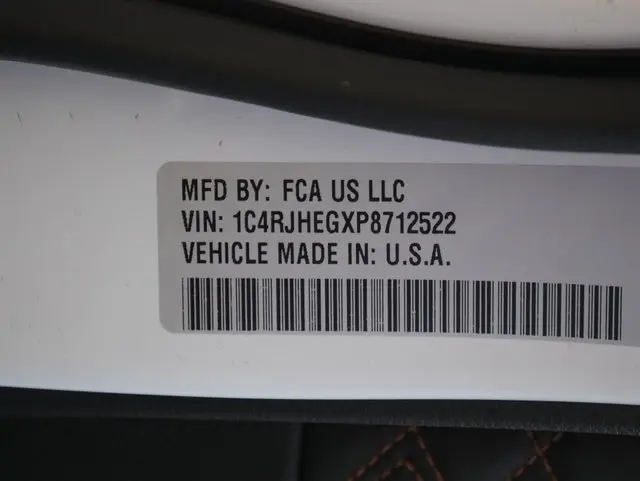 MFD BY: FCA US LLC
VIN: 1C4RJHEGXP8712522
VEHICLE MADE IN: U.S.A.